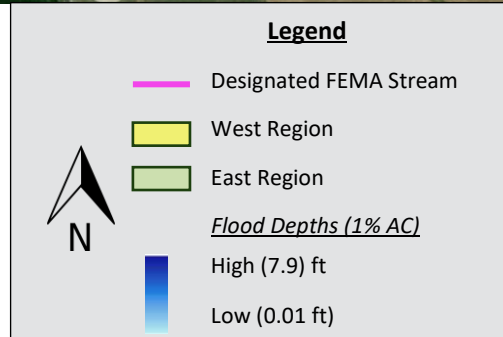 Legend
Designated FEMA Stream
West Region
East Region
N
Flood Depths (1% AC)
High (7.9) ft
Low (0.01 ft)